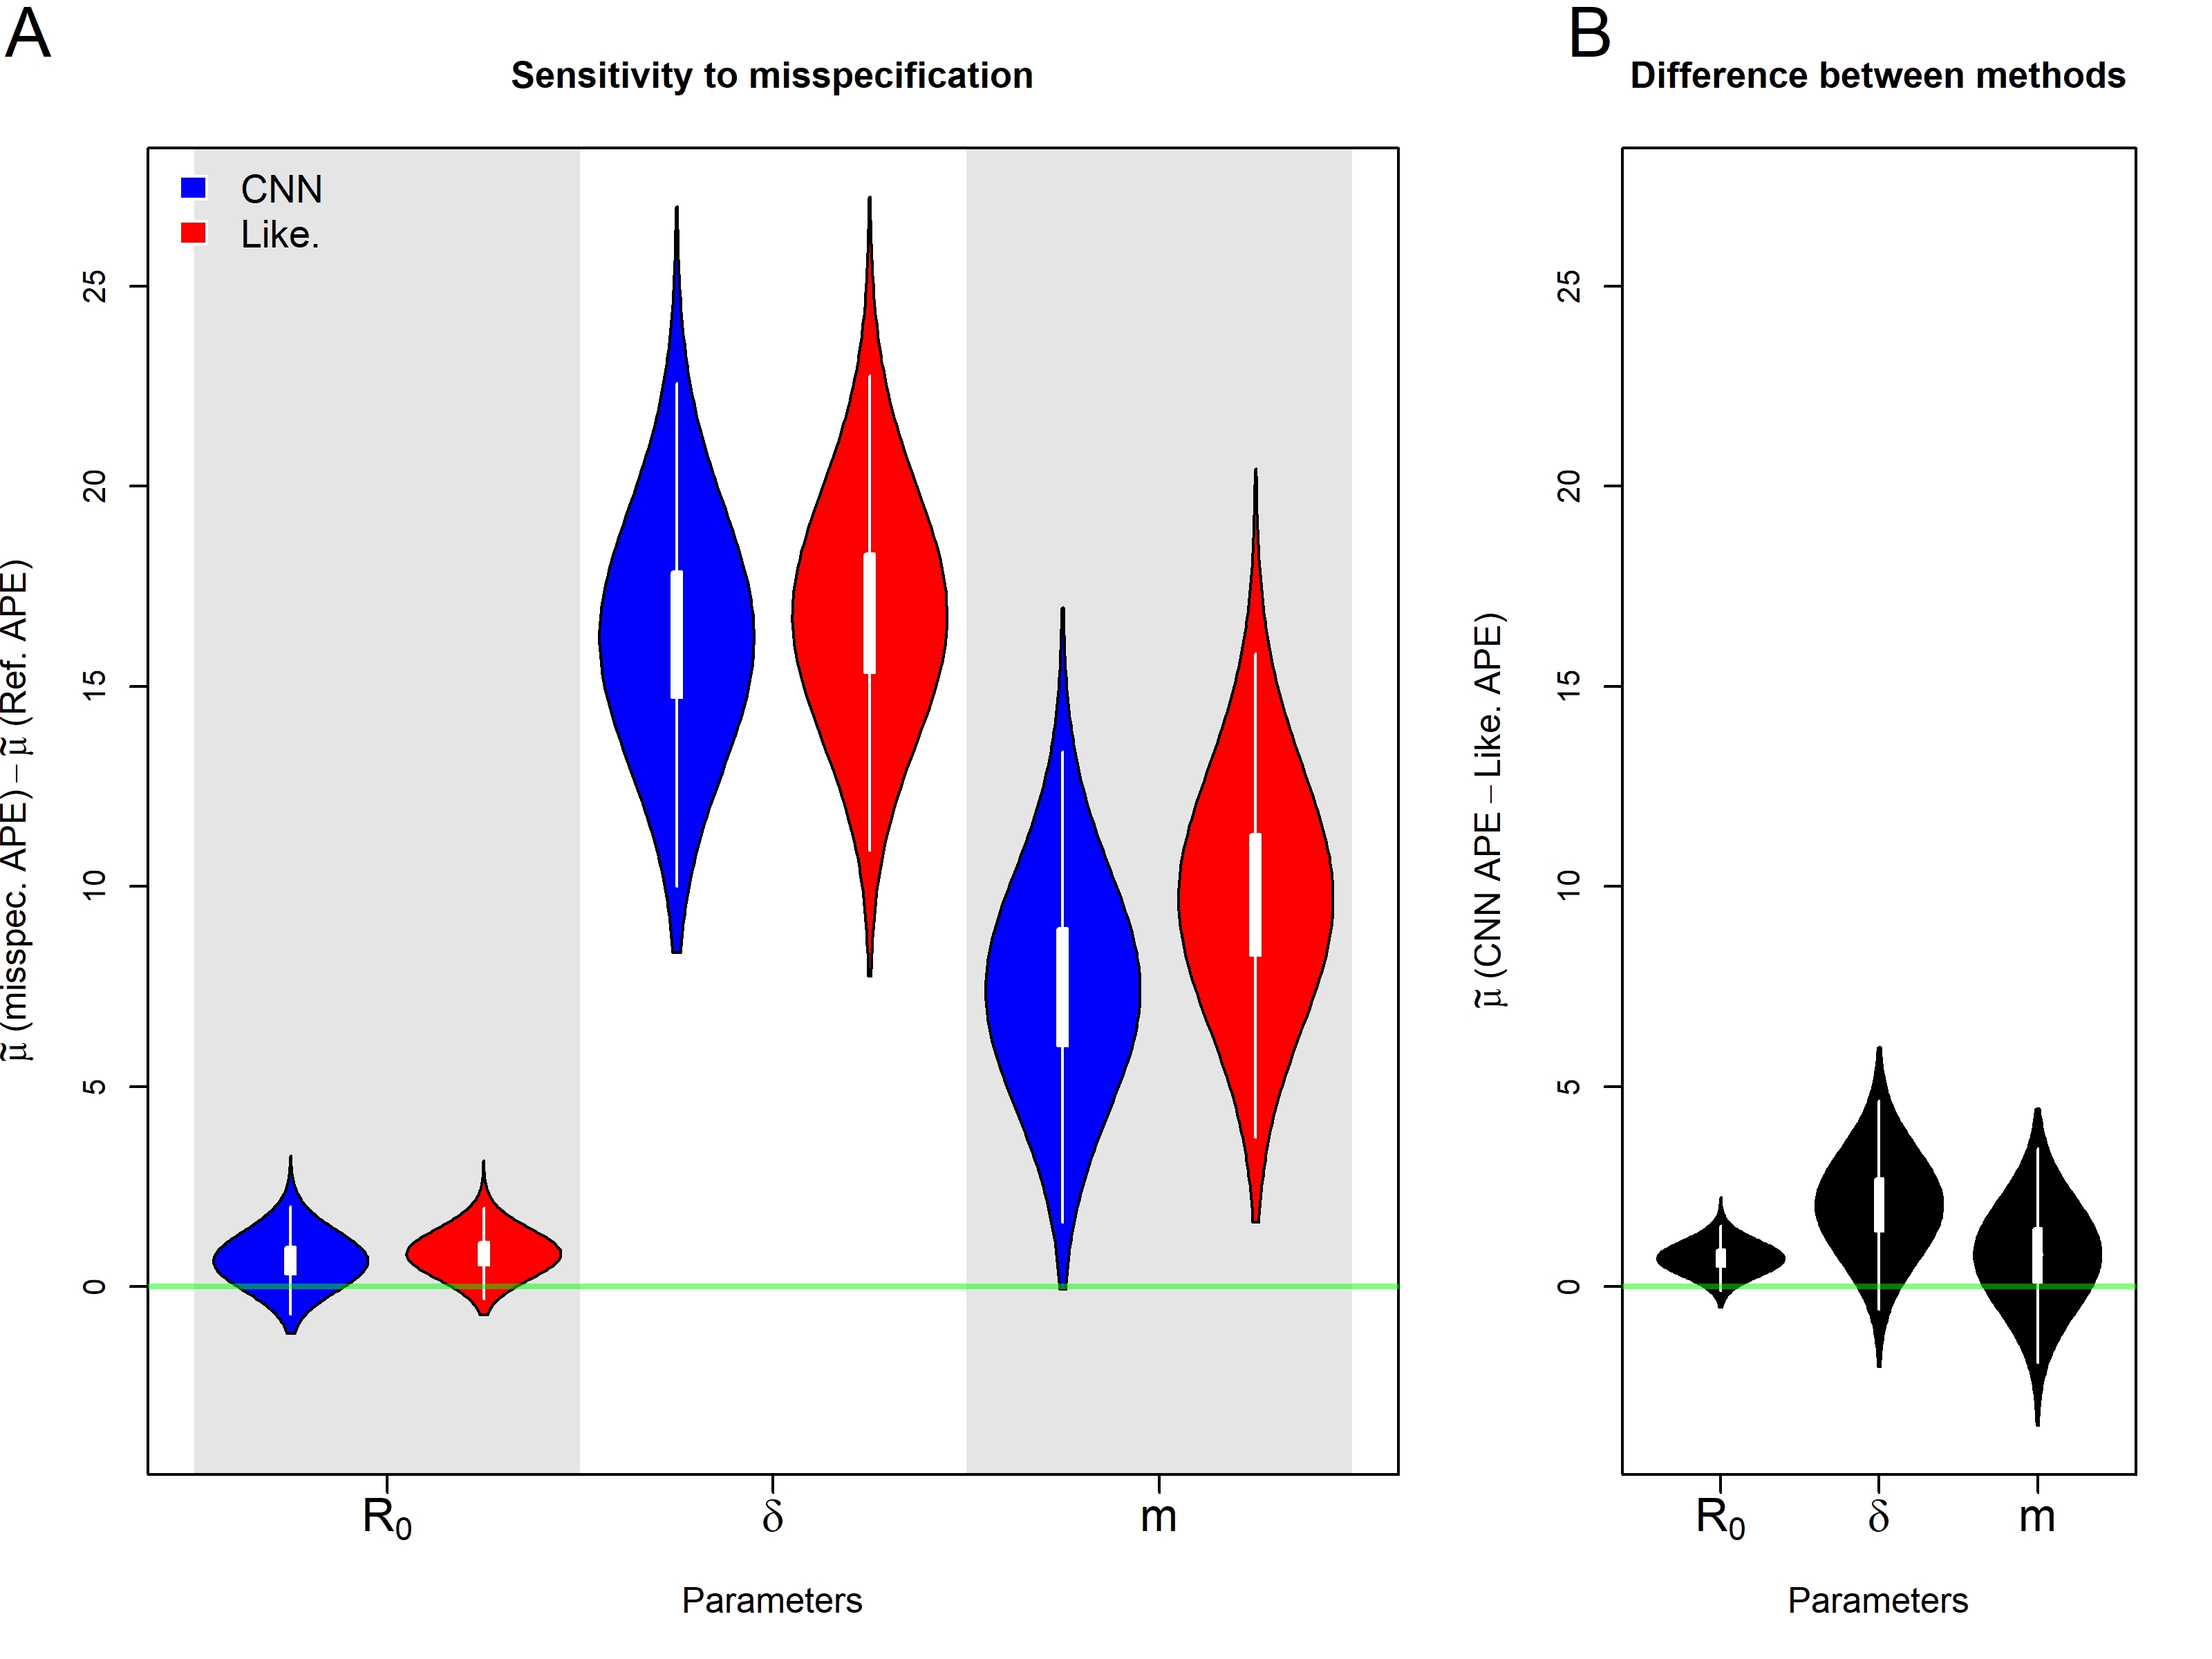 A
Sensitivity to misspecification
CNN
Like.
μ̃ (misspec. APE) − μ̃ (Ref. APE)
25
20
15
10
5
0
R₀ δ m
Parameters
B
Difference between methods
μ̃ (CNN APE − Like. APE)
25
20
15
10
5
0
R₀ δ m
Parameters